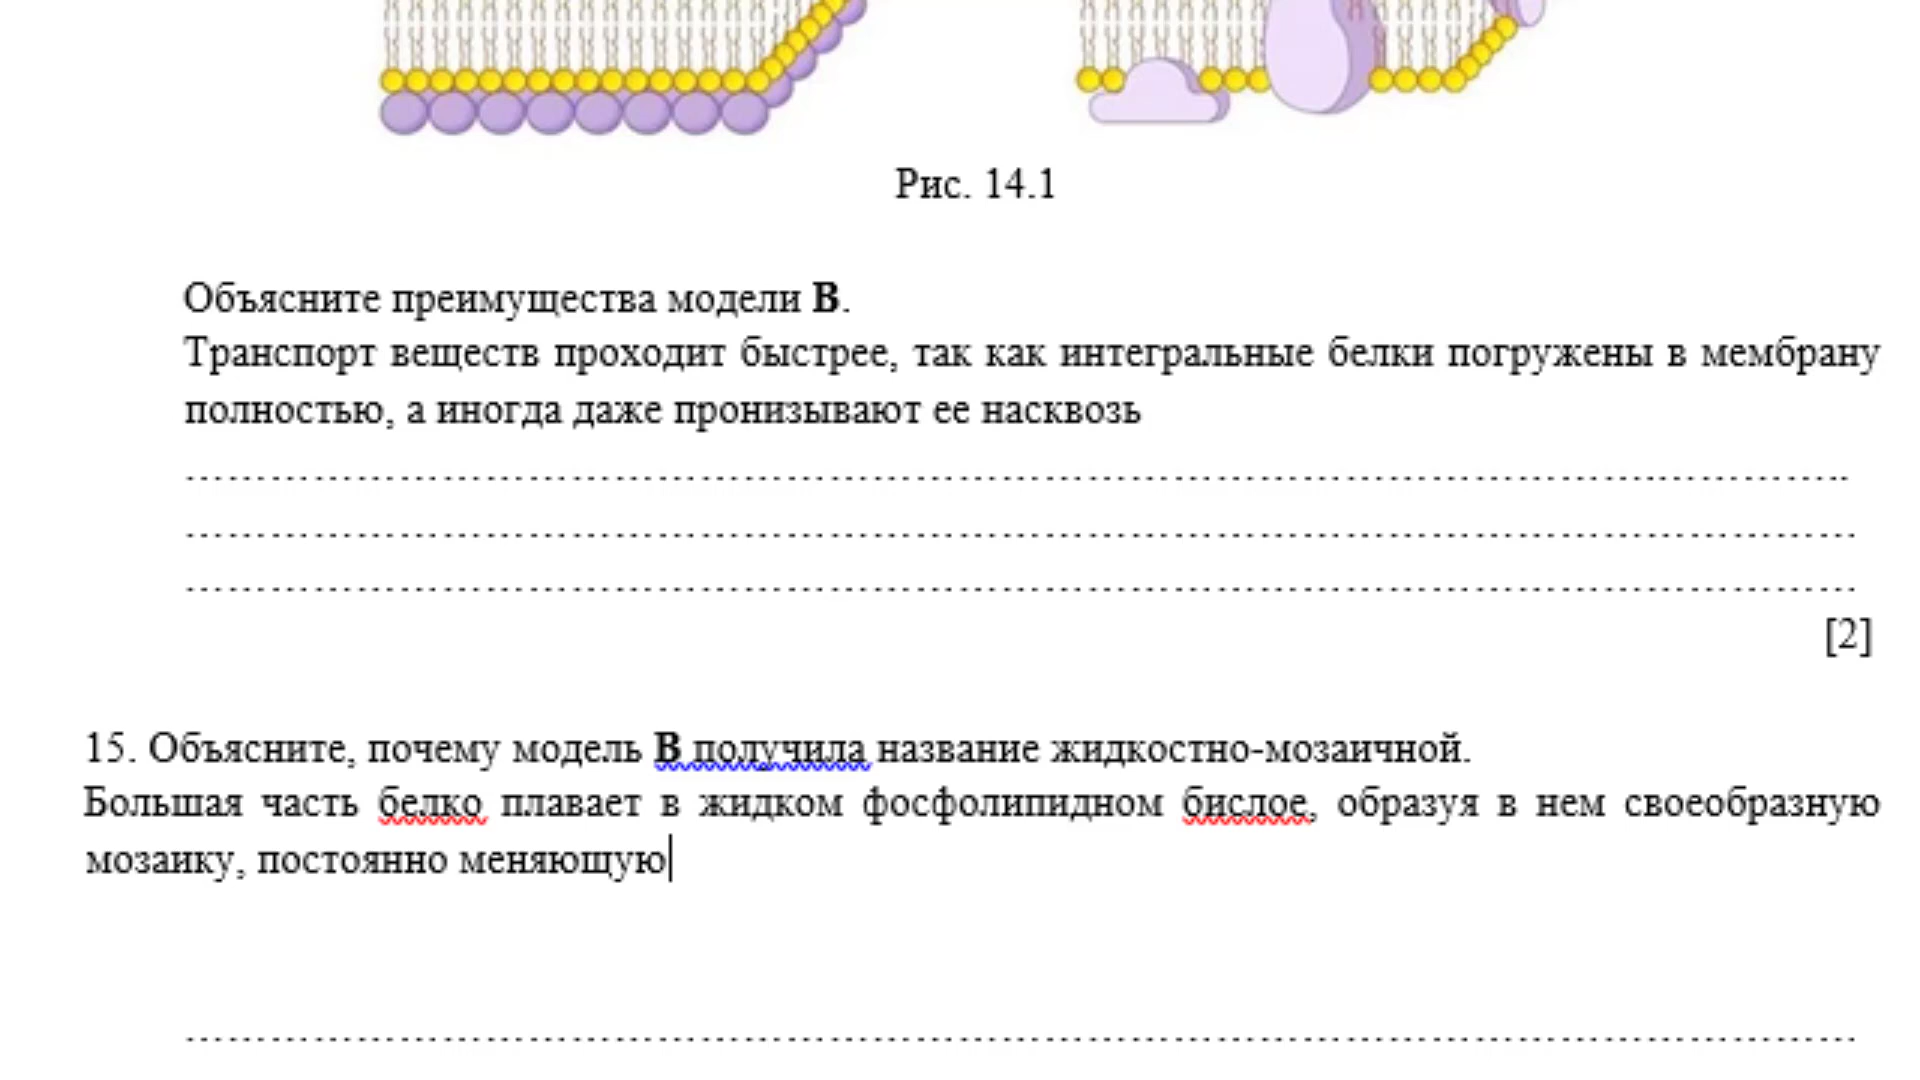 Рис. 14.1
Объясните преимущества модели В.
Транспорт веществ проходит быстрее, так как интегральные белки погружены в мембрану
полностью, а иногда даже пронизывают ее насквозь
[2]
15. Объясните, почему модель В получила название жидкостно-мозаичной.
Большая часть белко плавает в жидком фосфолипидном бислое, образуя в нем своеобразную
мозаику, постоянно меняющую